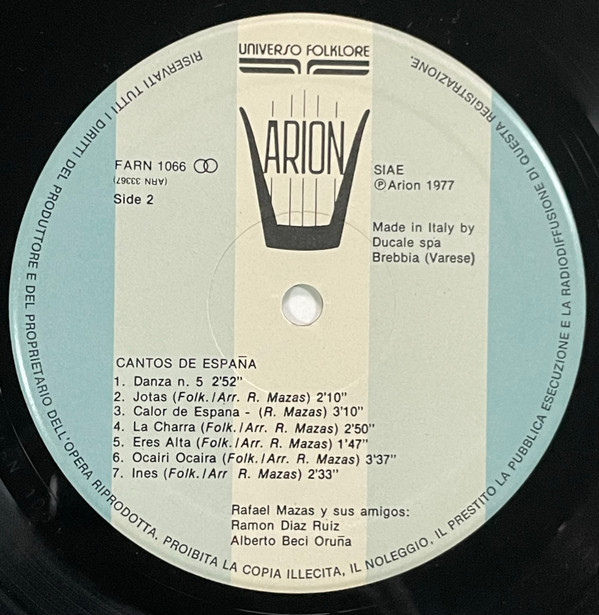 UNIVERSO FOLKLORE
ARION
FARN 1066
(ARN 33367)
Side 2
SIAE
Ⓟ Arion 1977
Made in Italy by
Ducale spa
Brebbia (Varese)
CANTOS DE ESPAÑA
1. Danza n. 5 2'52"
2. Jotas (Folk./Arr. R. Mazas) 2'10"
3. Calor de Espana - (R. Mazas) 3'10"
4. La Charra (Folk./Arr. R. Mazas) 2'50"
5. Eres Alta (Folk./Arr. R. Mazas) 1'47"
6. Ocairi Ocaira (Folk./Arr. R. Mazas) 3'37"
7. Ines (Folk./Arr R. Mazas) 2'33"
Rafael Mazas y sus amigos:
Ramon Diaz Ruiz
Alberto Beci Oruña
RISERVATI TUTTI I DIRITTI DEL PRODUTTORE E DEL PROPRIETARIO DELL'OPERA RIPRODOTTA. PROIBITA LA COPIA ILLECITA, IL NOLEGGIO, IL PRESTITO LA PUBBLICA ESECUZIONE E LA RADIODIFFUSIONE DI QUESTA REGISTRAZIONE.